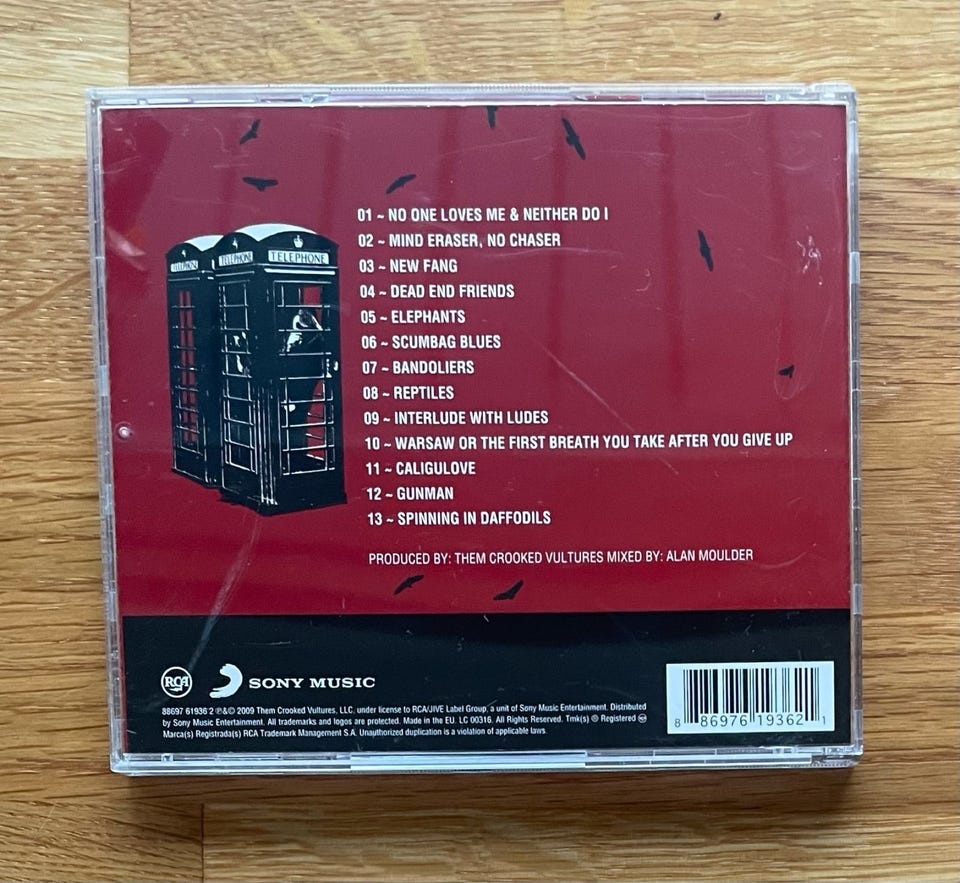 TELEPHONE
TELEPHONE
TELEPHONE
01 ~ NO ONE LOVES ME & NEITHER DO I
02 ~ MIND ERASER, NO CHASER
03 ~ NEW FANG
04 ~ DEAD END FRIENDS
05 ~ ELEPHANTS
06 ~ SCUMBAG BLUES
07 ~ BANDOLIERS
08 ~ REPTILES
09 ~ INTERLUDE WITH LUDES
10 ~ WARSAW OR THE FIRST BREATH YOU TAKE AFTER YOU GIVE UP
11 ~ CALIGULOVE
12 ~ GUNMAN
13 ~ SPINNING IN DAFFODILS
PRODUCED BY: THEM CROOKED VULTURES MIXED BY: ALAN MOULDER
RCA SONY MUSIC
88697 61936 2 ℗&© 2009 Them Crooked Vultures, LLC. under license to RCA/JIVE Label Group, a unit of Sony Music Entertainment. Distributed
by Sony Music Entertainment. All trademarks and logos are protected. Made in the EU. LC 00316. All Rights Reserved. Tmk(s) ® Registered
Marca(s) Registrada(s) RCA Trademark Management S.A. Unauthorized duplication is a violation of applicable laws.
8 86976 19362 1